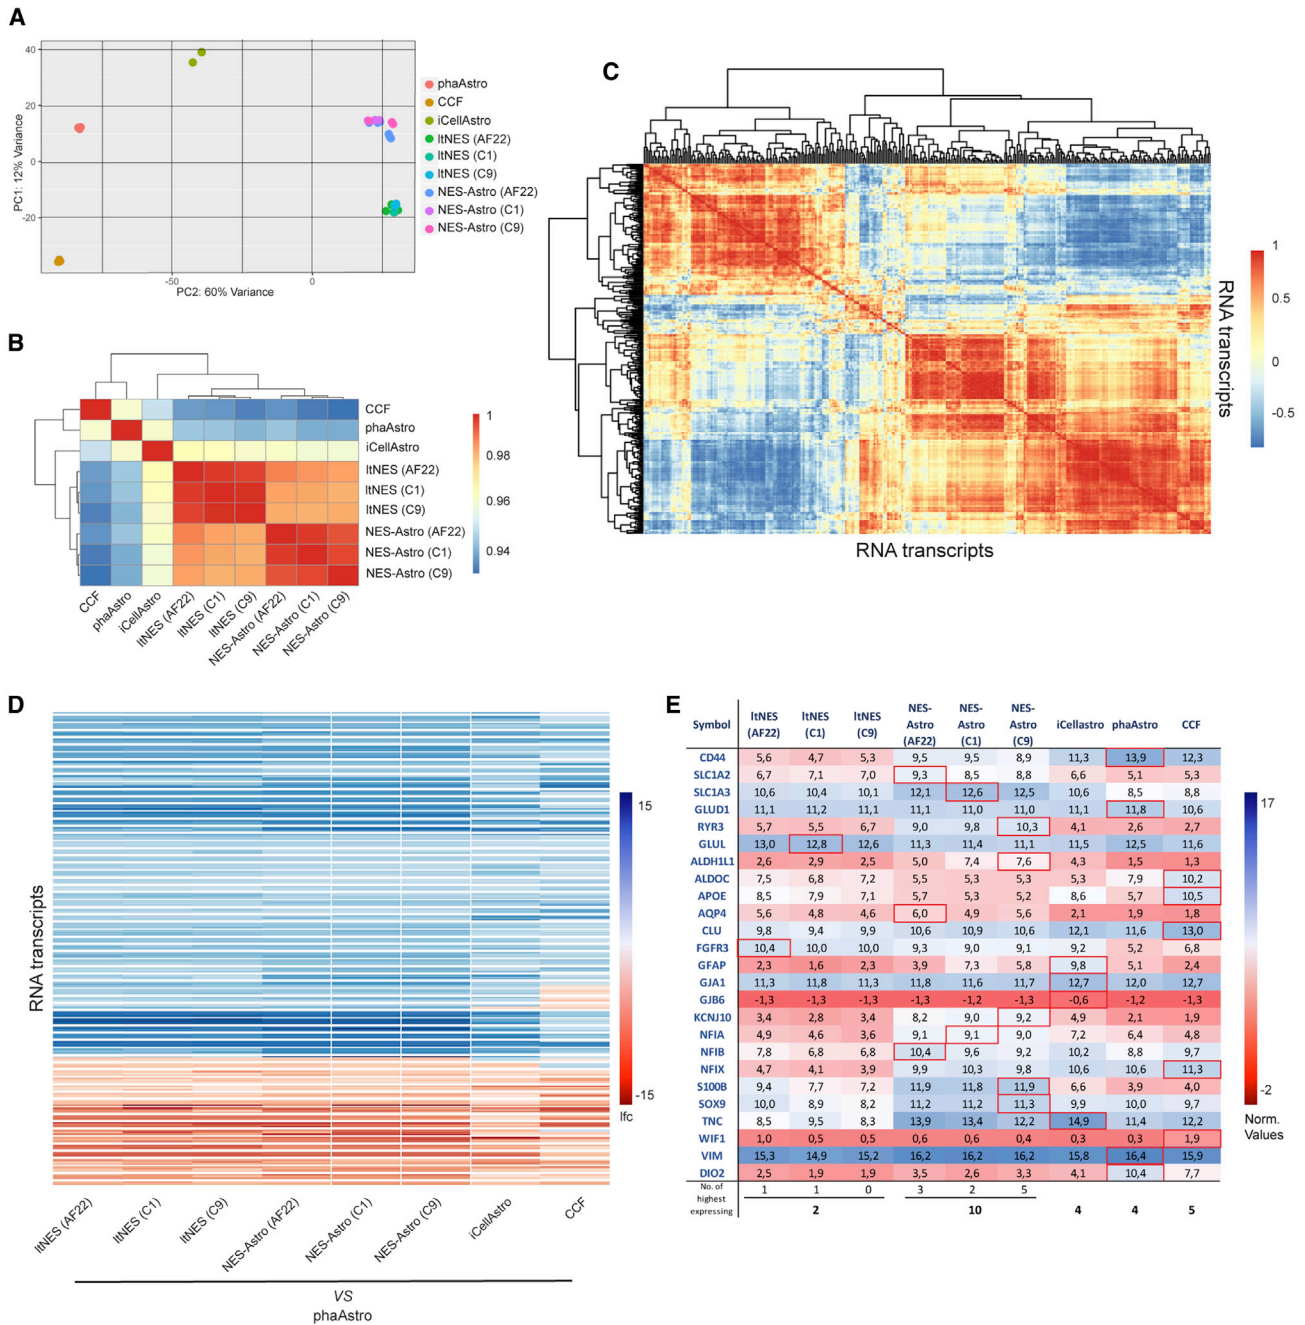 A
40
20
0
-20
PC1: 12% Variance
-50
0
PC2: 60% Variance
phaAstro
CCF
iCellAstro
ltNES (AF22)
ltNES (C1)
ltNES (C9)
NES-Astro (AF22)
NES-Astro (C1)
NES-Astro (C9)
B
CCF
phaAstro
iCellAstro
ltNES (AF22)
ltNES (C1)
ltNES (C9)
NES-Astro (AF22)
NES-Astro (C1)
NES-Astro (C9)
CCF
phaAstro
iCellAstro
ltNES (AF22)
ltNES (C1)
ltNES (C9)
NES-Astro (AF22)
NES-Astro (C1)
NES-Astro (C9)
1
0.98
0.96
0.94
C
RNA transcripts
RNA transcripts
1
0.5
0
-0.5
D
RNA transcripts
ltNES (AF22)
ltNES (C1)
ltNES (C9)
NES-Astro (AF22)
NES-Astro (C1)
NES-Astro (C9)
iCellAstro
CCF
VS
phaAstro
15
-15
lfc
E
Symbol ltNES (AF22) ltNES (C1) ltNES (C9) NES-Astro (AF22) NES-Astro (C1) NES-Astro (C9) iCellastro phaAstro CCF
CD44 5,6 4,7 5,3 9,5 9,5 8,9 11,3 13,9 12,3
SLC1A2 6,7 7,1 7,0 9,3 8,5 8,8 6,6 5,1 5,3
SLC1A3 10,6 10,4 10,1 12,1 12,6 12,5 10,6 8,5 8,8
GLUD1 11,1 11,2 11,1 11,1 11,0 11,0 11,1 11,8 10,6
RYR3 5,7 5,5 6,7 9,0 9,8 10,3 4,1 2,6 2,7
GLUL 13,0 12,8 12,6 11,3 11,4 11,1 11,5 12,5 11,6
ALDH1L1 2,6 2,9 2,5 5,0 7,4 7,6 4,3 1,5 1,3
ALDOC 7,5 6,8 7,2 5,5 5,3 5,3 5,3 7,9 10,2
APOE 8,5 7,9 7,1 5,7 5,3 5,2 8,6 5,7 10,5
AQP4 5,6 4,8 4,6 6,0 4,9 5,6 2,1 1,9 1,8
CLU 9,8 9,4 9,9 10,6 10,9 10,6 12,1 11,6 13,0
FGFR3 10,4 10,0 10,0 9,3 9,0 9,1 9,2 5,2 6,8
GFAP 2,3 1,6 2,3 3,9 7,3 5,8 9,8 5,1 2,4
GJA1 11,3 11,8 11,3 11,8 11,6 11,7 12,7 12,0 12,7
GJB6 -1,3 -1,3 -1,3 -1,3 -1,2 -1,3 -0,6 -1,2 -1,3
KCNJ10 3,4 2,8 3,4 8,2 9,0 9,2 4,9 2,1 1,9
NFIA 4,9 4,6 3,6 9,1 9,1 9,0 7,2 6,4 4,8
NFIB 7,8 6,8 6,8 10,4 9,6 9,2 10,2 8,8 9,7
NFIX 4,7 4,1 3,9 9,9 10,3 9,8 10,6 10,6 11,3
S100B 9,4 7,7 7,2 11,9 11,8 11,9 6,6 3,9 4,0
SOX9 10,0 8,9 8,2 11,2 11,2 11,3 9,9 10,0 9,7
TNC 8,5 9,5 8,3 13,9 13,4 12,2 14,9 11,4 12,2
WIF1 1,0 0,5 0,5 0,6 0,6 0,4 0,3 0,3 1,9
VIM 15,3 14,9 15,2 16,2 16,2 16,2 15,8 16,4 15,9
DIO2 2,5 1,9 1,9 3,5 2,6 3,3 4,1 10,4 7,7
No. of highest expressing 1 1 0 3 2 5
2 10 4 4 5
17
-2
Norm.
Values